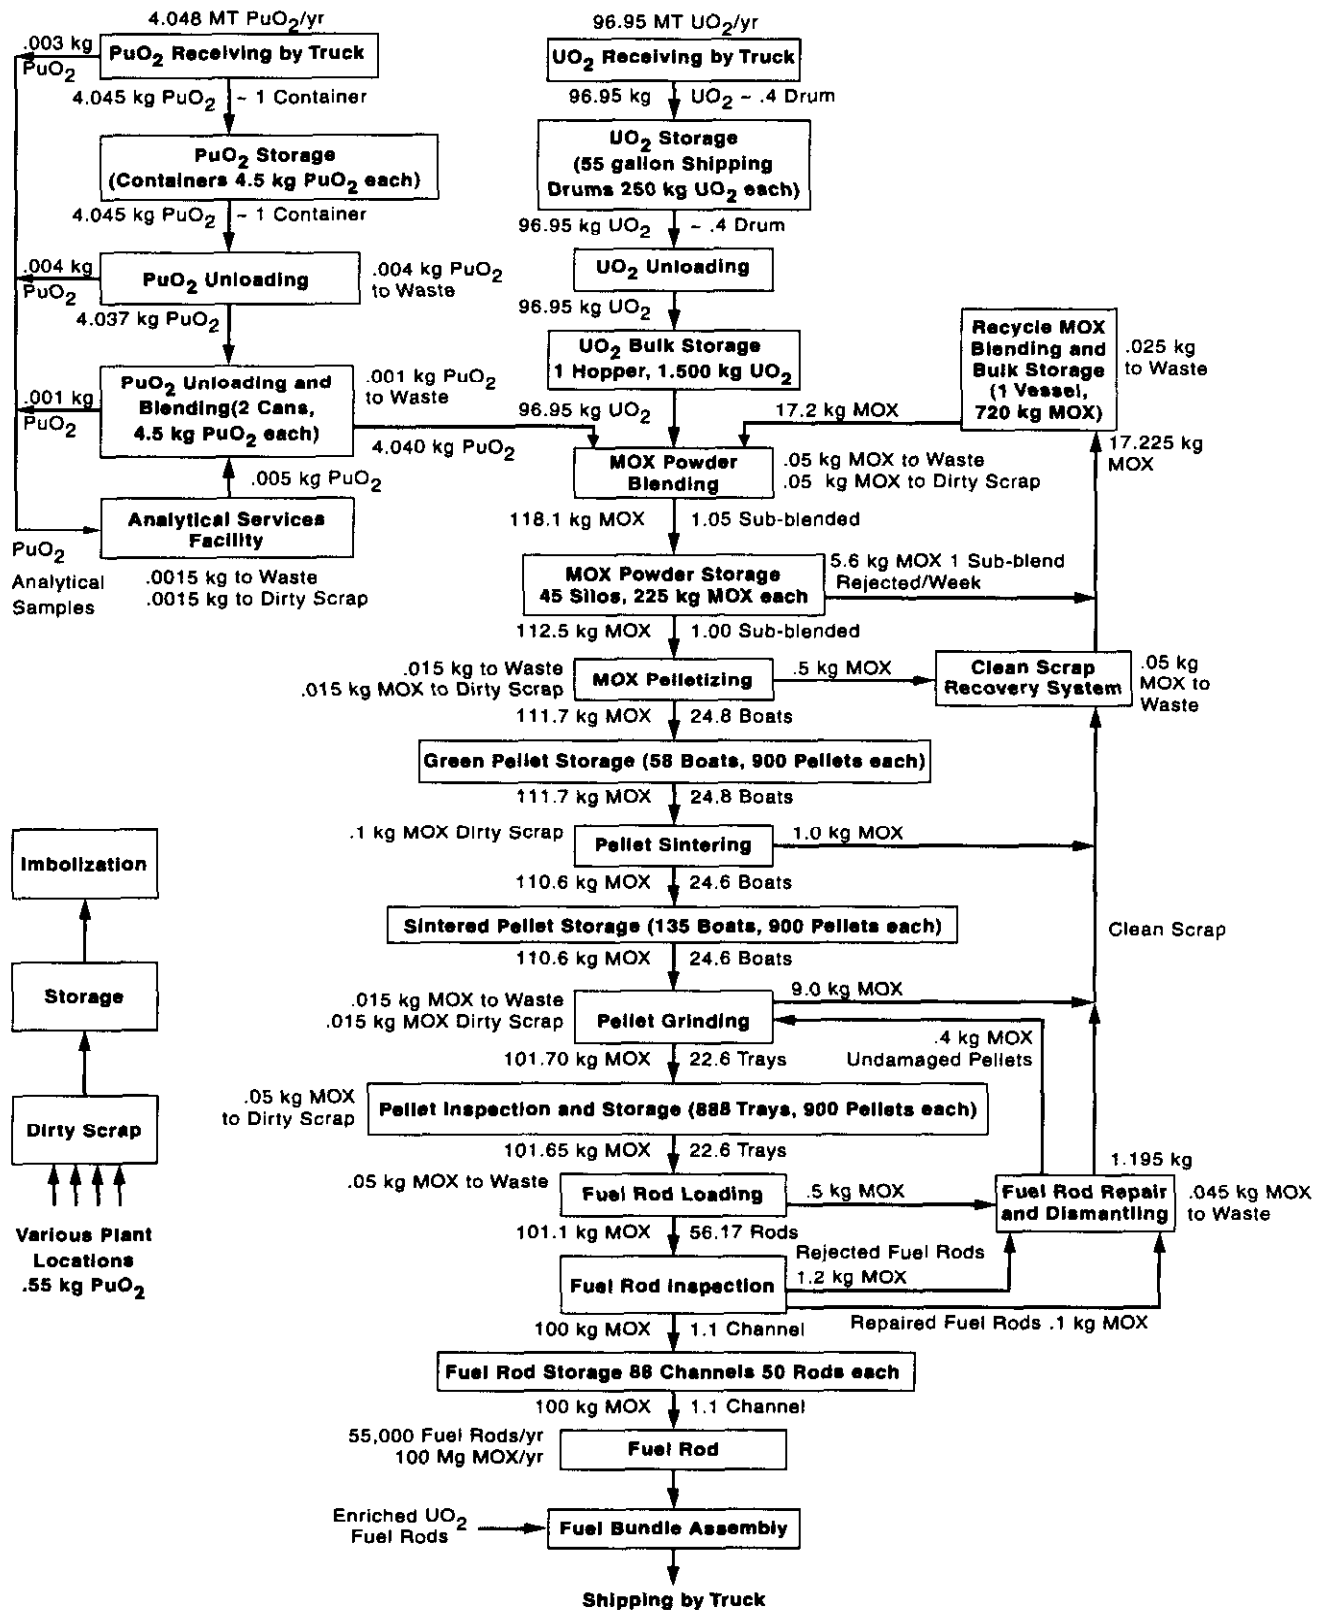 4.048 MT PuO2/yr
.003 kg
PuO2
PuO2 Receiving by Truck
4.045 kg PuO2 ~ 1 Container
PuO2 Storage
(Containers 4.5 kg PuO2 each)
4.045 kg PuO2 ~ 1 Container
.004 kg
PuO2
PuO2 Unloading
.004 kg PuO2
to Waste
4.037 kg PuO2
.001 kg
PuO2
PuO2 Unloading and
Blending(2 Cans,
4.5 kg PuO2 each)
.001 kg PuO2
to Waste
4.040 kg PuO2
.005 kg PuO2
Analytical Services
Facility
PuO2
Analytical
Samples
.0015 kg to Waste
.0015 kg to Dirty Scrap
96.95 MT UO2/yr
UO2 Receiving by Truck
96.95 kg UO2 ~ .4 Drum
UO2 Storage
(55 gallon Shipping
Drums 250 kg UO2 each)
96.95 kg UO2 ~ .4 Drum
UO2 Unloading
96.95 kg UO2
UO2 Bulk Storage
1 Hopper, 1.500 kg UO2
96.95 kg UO2
17.2 kg MOX
Recycle MOX
Blending and
Bulk Storage
(1 Vessel,
720 kg MOX)
.025 kg
to Waste
17.225 kg
MOX
MOX Powder
Blending
.05 kg MOX to Waste
.05 kg MOX to Dirty Scrap
118.1 kg MOX 1.05 Sub-blended
MOX Powder Storage
45 Silos, 225 kg MOX each
5.6 kg MOX 1 Sub-blend
Rejected/Week
112.5 kg MOX 1.00 Sub-blended
.015 kg to Waste
.015 kg MOX to Dirty Scrap
MOX Pelletizing
.5 kg MOX
Clean Scrap
Recovery System
.05 kg
MOX to
Waste
111.7 kg MOX 24.8 Boats
Green Pellet Storage (58 Boats, 900 Pellets each)
111.7 kg MOX 24.8 Boats
.1 kg MOX Dirty Scrap
Pellet Sintering
1.0 kg MOX
110.6 kg MOX 24.6 Boats
Sintered Pellet Storage (135 Boats, 900 Pellets each)
Clean Scrap
110.6 kg MOX 24.6 Boats
.015 kg MOX to Waste
.015 kg MOX Dirty Scrap
Pellet Grinding
9.0 kg MOX
.4 kg MOX
Undamaged Pellets
101.70 kg MOX 22.6 Trays
.05 kg MOX
to Dirty Scrap
Pellet Inspection and Storage (888 Trays, 900 Pellets each)
101.65 kg MOX 22.6 Trays
.05 kg MOX to Waste
Fuel Rod Loading
.5 kg MOX
1.195 kg
Fuel Rod Repair
and Dismantling
.045 kg MOX
to Waste
101.1 kg MOX 56.17 Rods
Fuel Rod Inspection
Rejected Fuel Rods
1.2 kg MOX
Repaired Fuel Rods .1 kg MOX
100 kg MOX 1.1 Channel
Fuel Rod Storage 88 Channels 50 Rods each
100 kg MOX 1.1 Channel
55,000 Fuel Rods/yr
100 Mg MOX/yr
Fuel Rod
Enriched UO2
Fuel Rods
Fuel Bundle Assembly
Shipping by Truck
Imbolization
Storage
Dirty Scrap
Various Plant
Locations
.55 kg PuO2